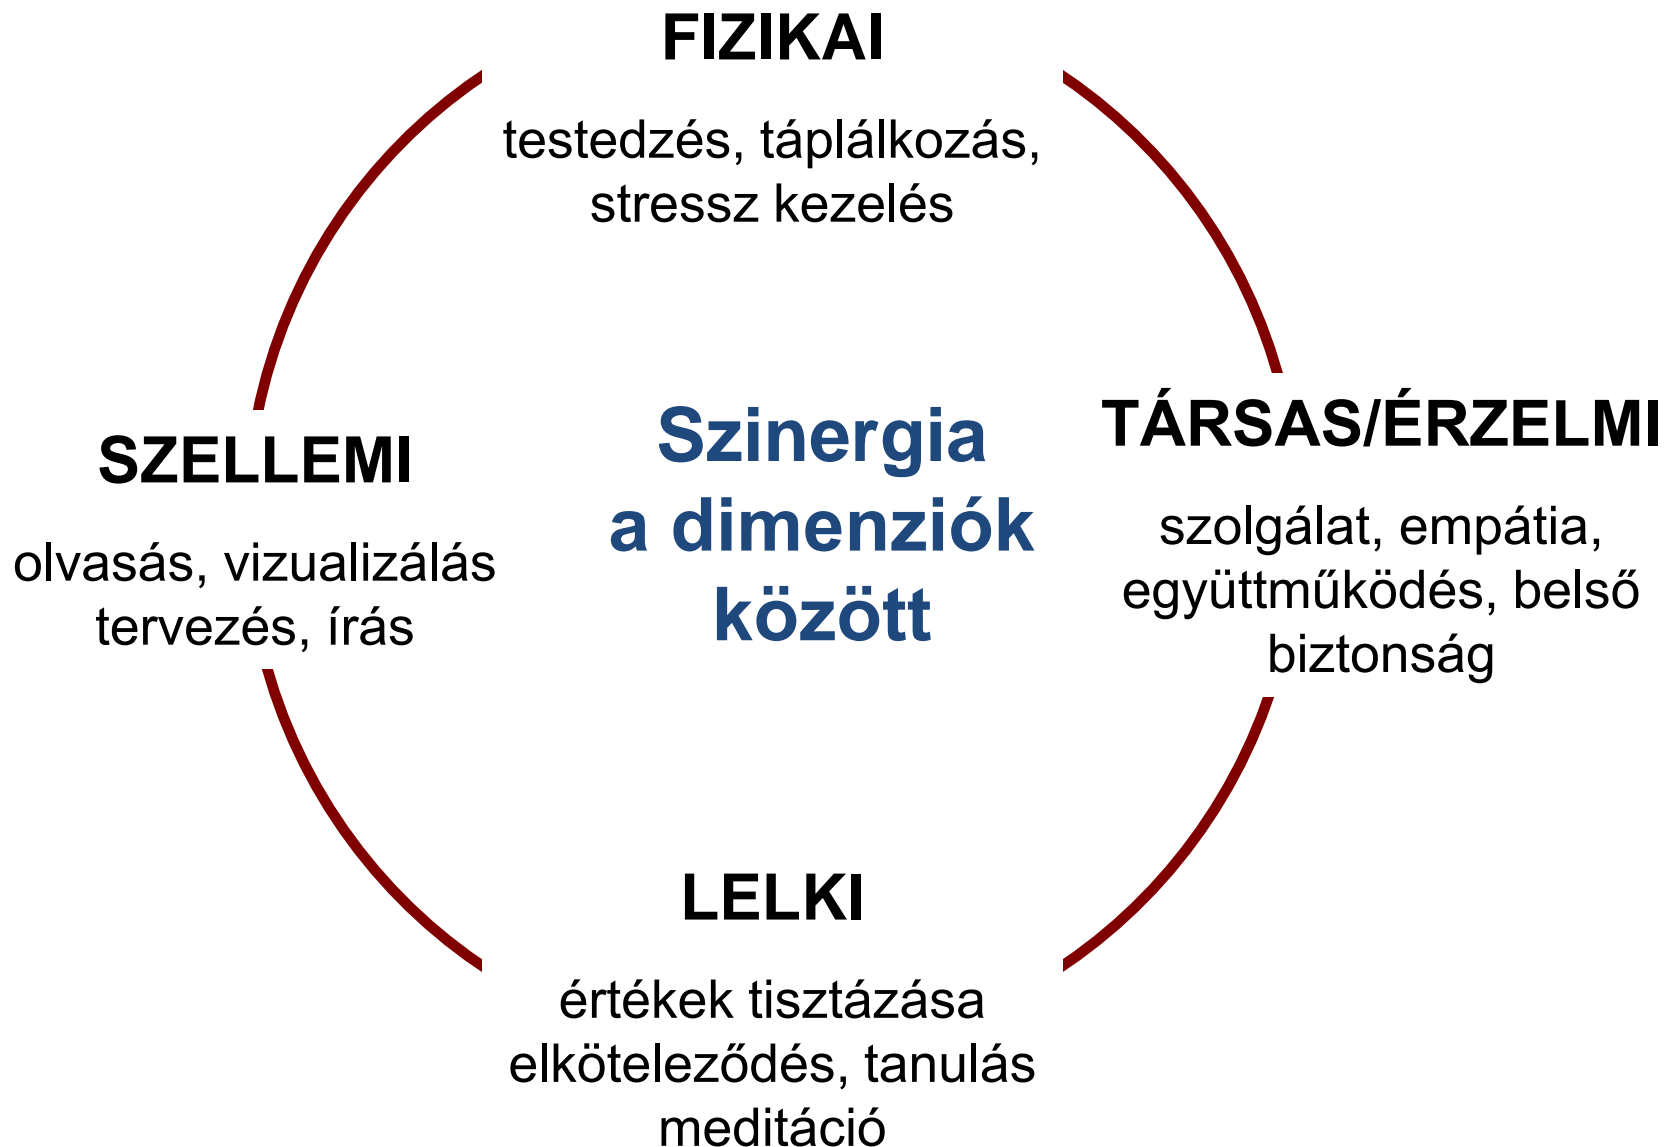 FIZIKAI
testedzés, táplálkozás,
stressz kezelés
SZELLEMI
olvasás, vizualizálás
tervezés, írás
Szinergia
a dimenziók
között
TÁRSAS/ÉRZELMI
szolgálat, empátia,
együttműködés, belső
biztonság
LELKI
értékek tisztázása
elköteleződés, tanulás
meditáció